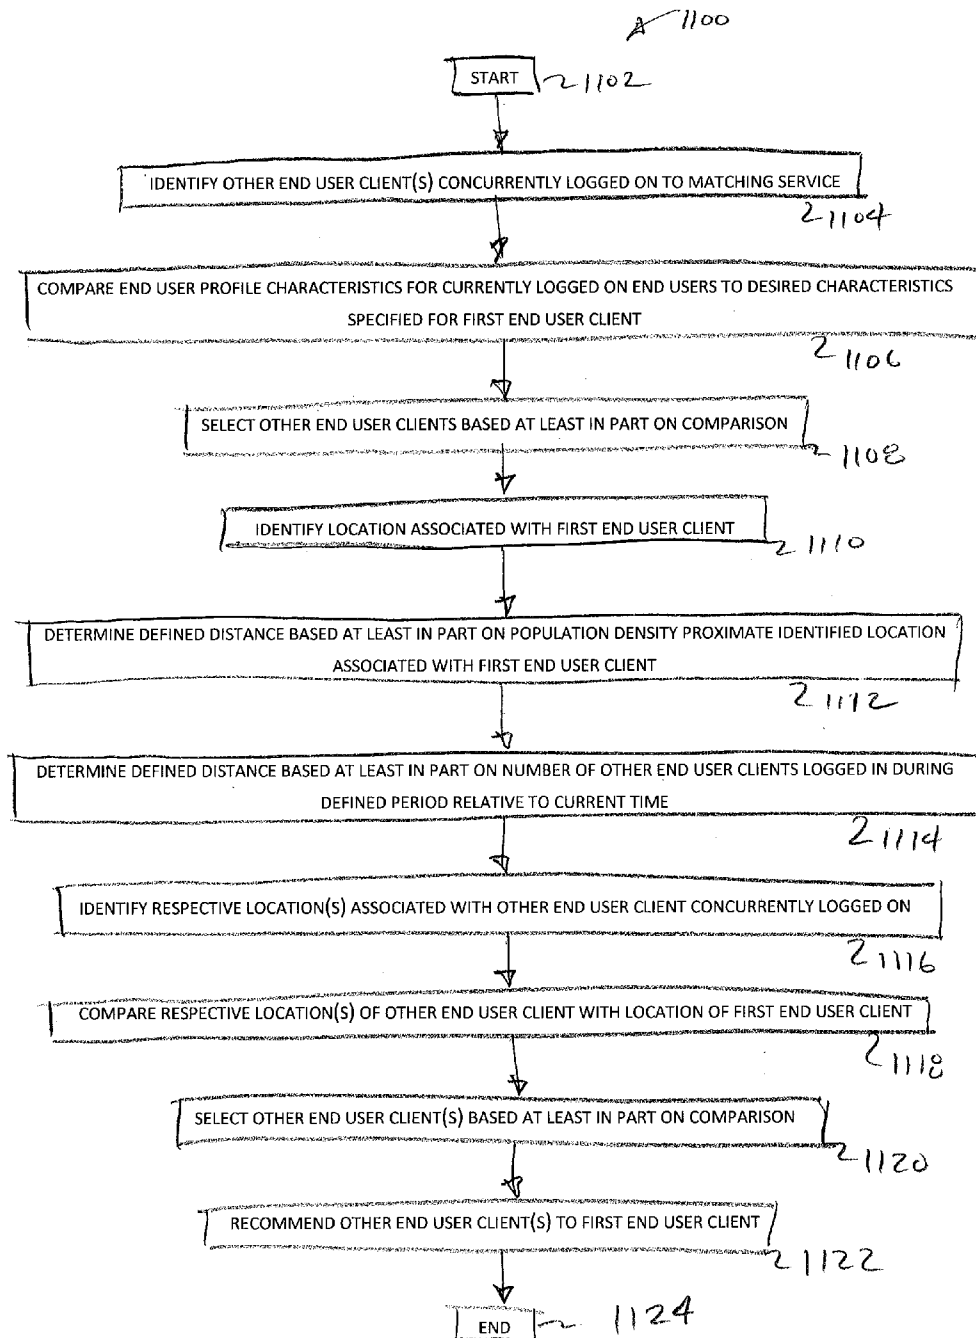 1100
START
1102
IDENTIFY OTHER END USER CLIENT(S) CONCURRENTLY LOGGED ON TO MATCHING SERVICE
1104
COMPARE END USER PROFILE CHARACTERISTICS FOR CURRENTLY LOGGED ON END USERS TO DESIRED CHARACTERISTICS
SPECIFIED FOR FIRST END USER CLIENT
1106
SELECT OTHER END USER CLIENTS BASED AT LEAST IN PART ON COMPARISON
1108
IDENTIFY LOCATION ASSOCIATED WITH FIRST END USER CLIENT
1110
DETERMINE DEFINED DISTANCE BASED AT LEAST IN PART ON POPULATION DENSITY PROXIMATE IDENTIFIED LOCATION
ASSOCIATED WITH FIRST END USER CLIENT
1112
DETERMINE DEFINED DISTANCE BASED AT LEAST IN PART ON NUMBER OF OTHER END USER CLIENTS LOGGED IN DURING
DEFINED PERIOD RELATIVE TO CURRENT TIME
1114
IDENTIFY RESPECTIVE LOCATION(S) ASSOCIATED WITH OTHER END USER CLIENT CONCURRENTLY LOGGED ON
1116
COMPARE RESPECTIVE LOCATION(S) OF OTHER END USER CLIENT WITH LOCATION OF FIRST END USER CLIENT
1118
SELECT OTHER END USER CLIENT(S) BASED AT LEAST IN PART ON COMPARISON
1120
RECOMMEND OTHER END USER CLIENT(S) TO FIRST END USER CLIENT
1122
END
1124